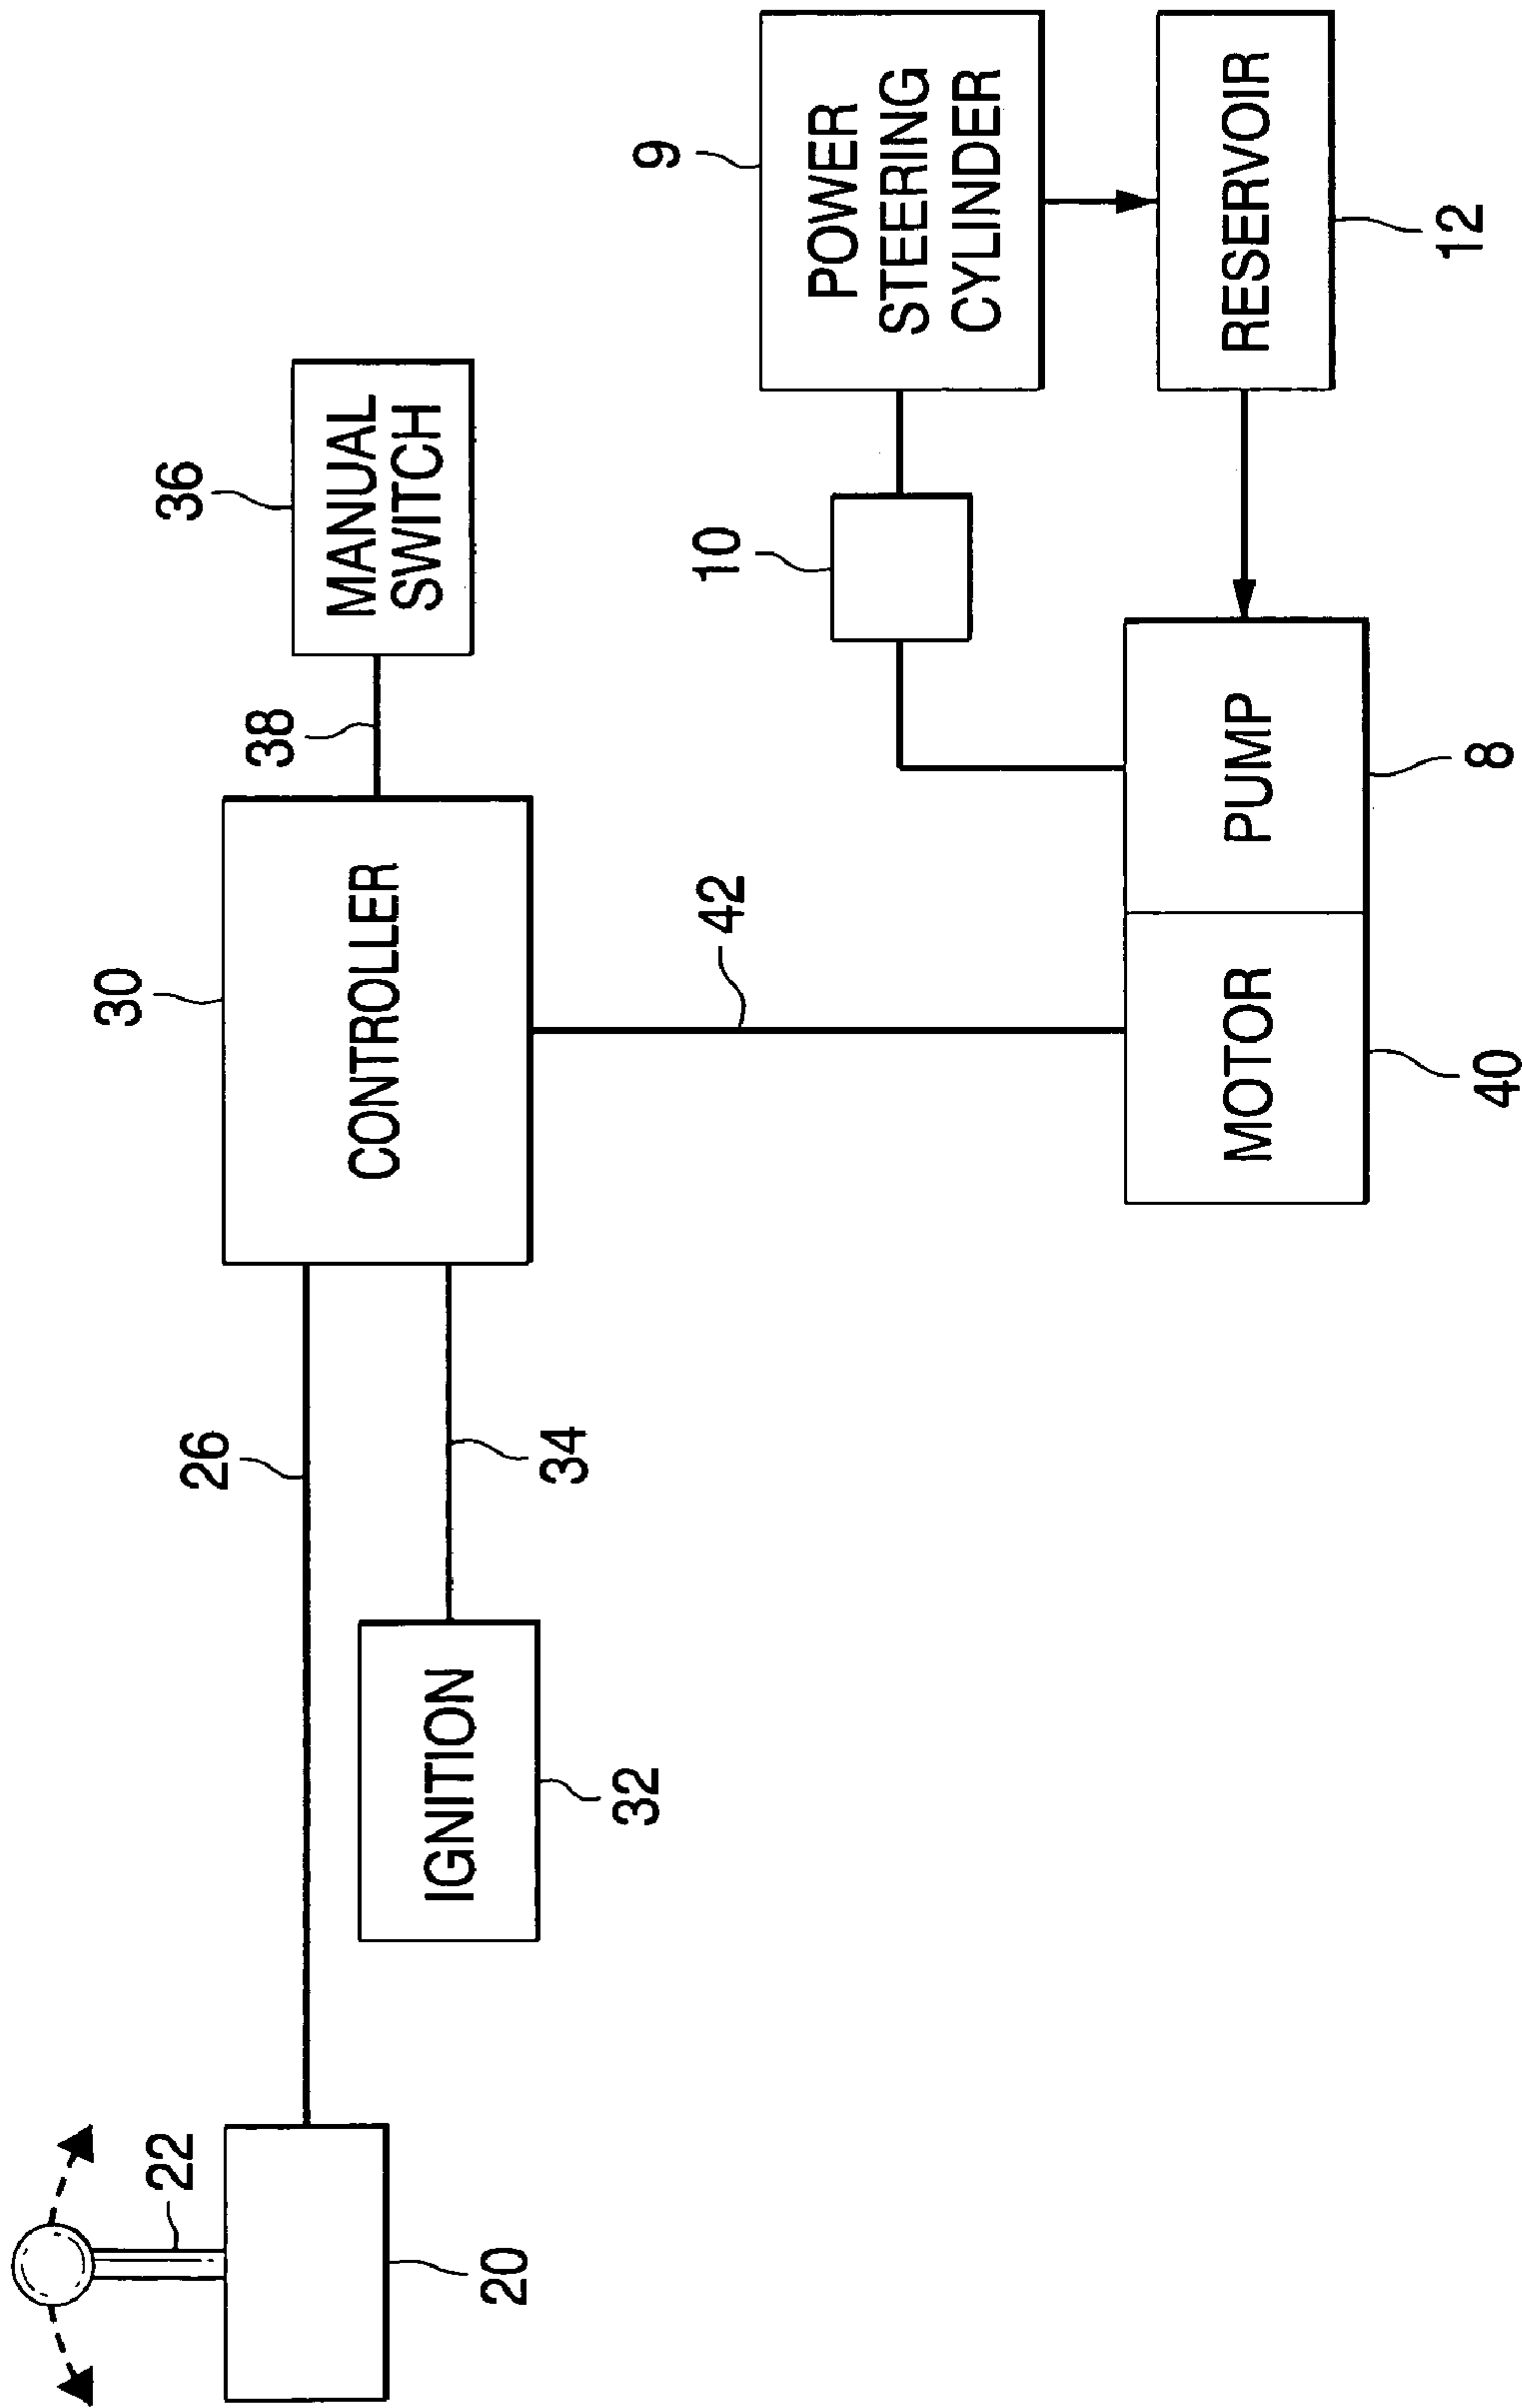 22
20
26
IGNITION
32
34
30
CONTROLLER
38
36
MANUAL
SWITCH
42
MOTOR
40
PUMP
8
10
9
POWER
STEERING
CYLINDER
RESERVOIR
12